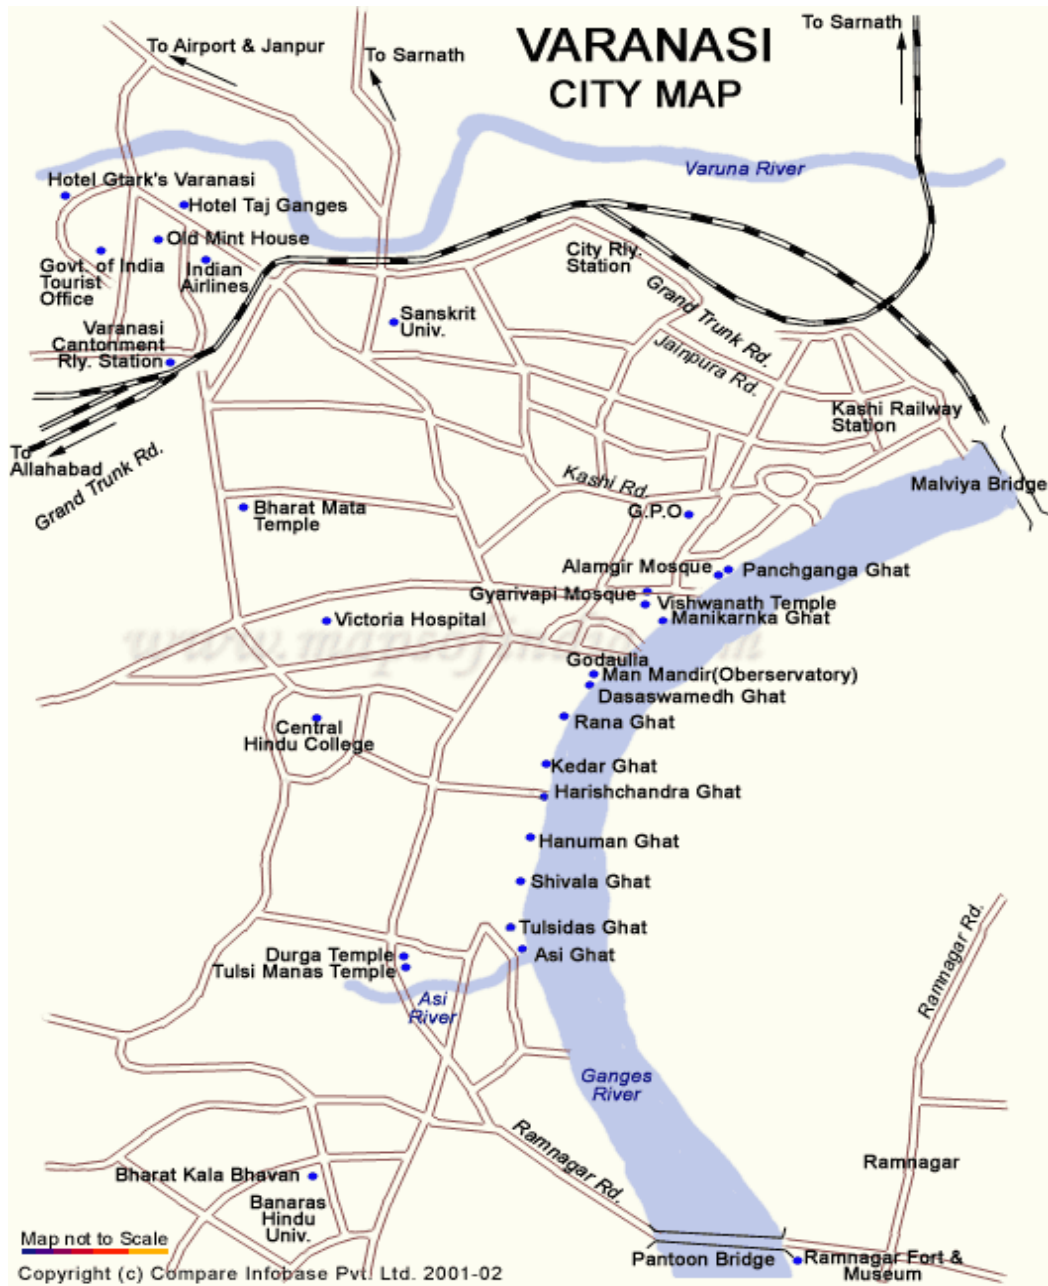 VARANASI
CITY MAP
To Sarnath
To Airport & Janpur
To Sarnath
Varuna River
Hotel Gtark's Varanasi
Hotel Taj Ganges
Old Mint House
Govt. of India
Tourist
Office
Indian
Airlines
City Rly.
Station
Grand Trunk Rd.
Jainpura Rd.
Sanskrit
Univ.
Varanasi
Cantonment
Rly. Station
Kashi Railway
Station
To
Allahabad
Grand Trunk Rd.
Malviya Bridge
Kashi Rd.
G.P.O
Bharat Mata
Temple
Alamgir Mosque
Panchganga Ghat
Gyarivapi Mosque
Vishwanath Temple
Manikarnka Ghat
Victoria Hospital
www.mapsofindia.com
Godaulla
Man Mandir(Oberservatory)
Dasaswamedh Ghat
Rana Ghat
Central
Hindu College
Kedar Ghat
Harishchandra Ghat
Hanuman Ghat
Shivala Ghat
Tulsidas Ghat
Asi Ghat
Durga Temple
Tulsi Manas Temple
Asi
River
Ramnagar Rd.
Ganges
River
Ramnagar Rd.
Ramnagar
Bharat Kala Bhavan
Banaras
Hindu
Univ.
Map not to Scale
Pantoon Bridge
Ramnagar Fort &
Museum
Copyright (c) Compare Infobase Pvt. Ltd. 2001-02